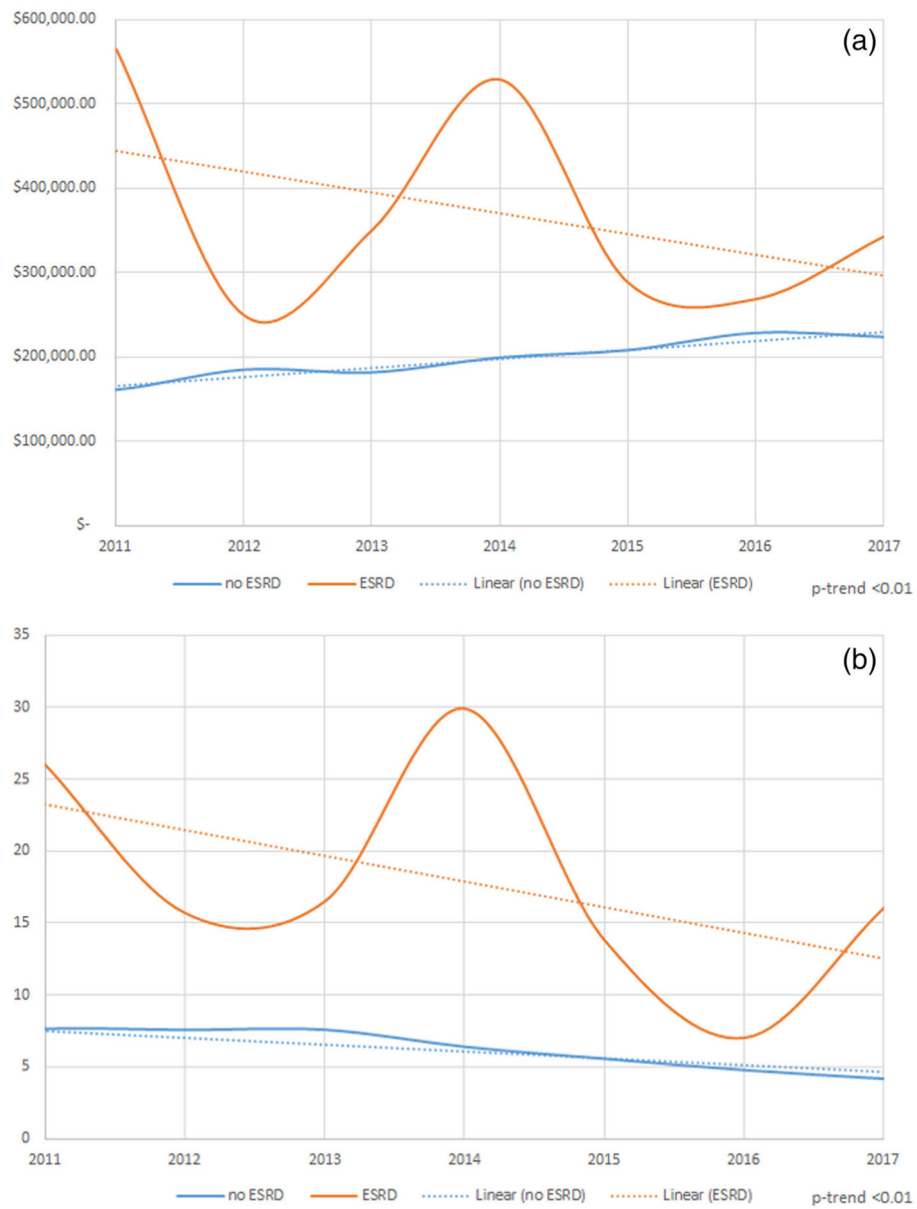 (a)
$600,000.00
$500,000.00
$400,000.00
$300,000.00
$200,000.00
$100,000.00
$-
2011 2012 2013 2014 2015 2016 2017
no ESRD ESRD Linear (no ESRD) Linear (ESRD) p-trend <0.01
(b)
35
30
25
20
15
10
5
0
2011 2012 2013 2014 2015 2016 2017
no ESRD ESRD Linear (no ESRD) Linear (ESRD) p-trend <0.01